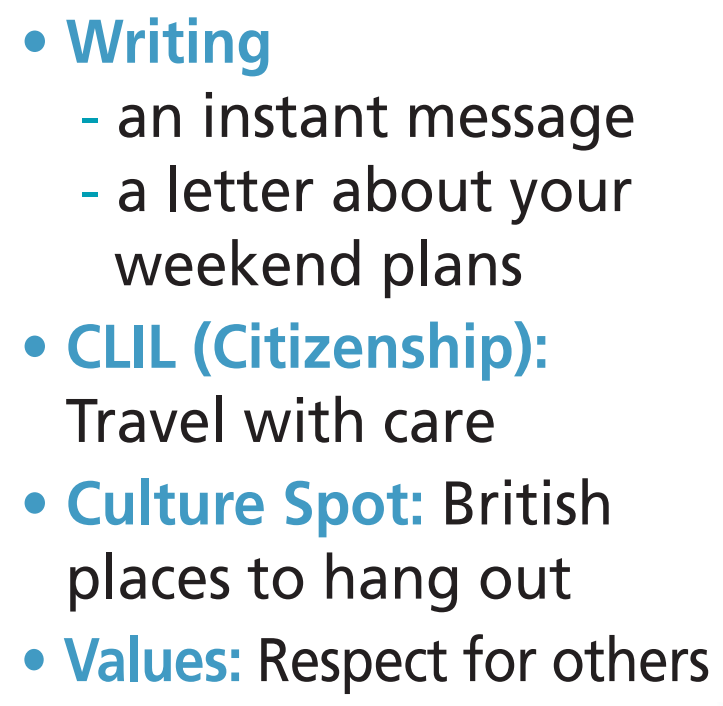 • Writing
- an instant message
- a letter about your
weekend plans
• CLIL (Citizenship):
Travel with care
• Culture Spot: British
places to hang out
• Values: Respect for others